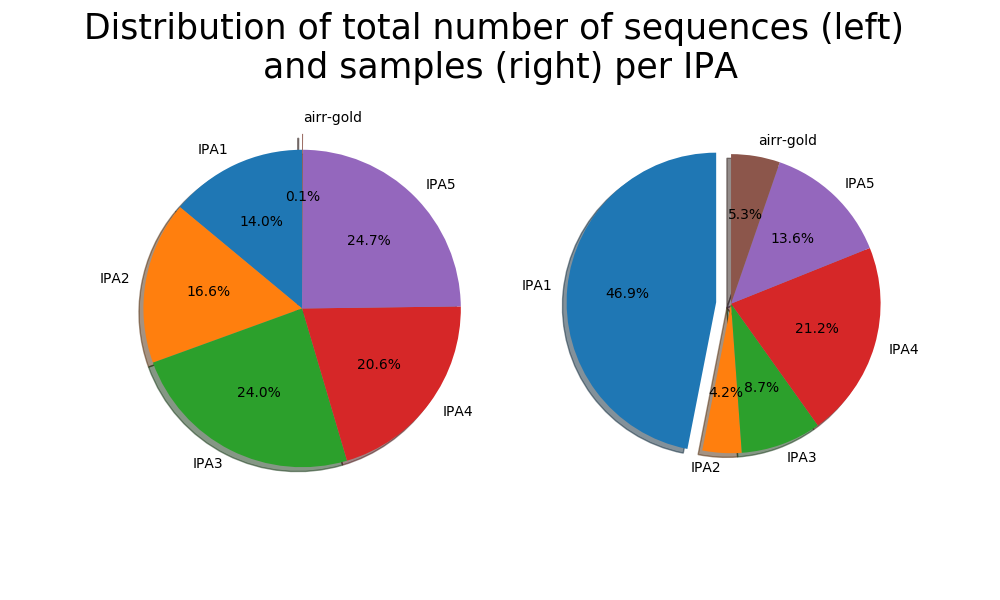 Distribution of total number of sequences (left)
and samples (right) per IPA
airr-gold
IPA1
0.1%
IPA5
14.0%
24.7%
IPA2
16.6%
20.6%
24.0%
IPA4
IPA3
airr-gold
IPA5
5.3%
13.6%
IPA1
46.9%
21.2%
IPA4
4.2%
8.7%
IPA2
IPA3